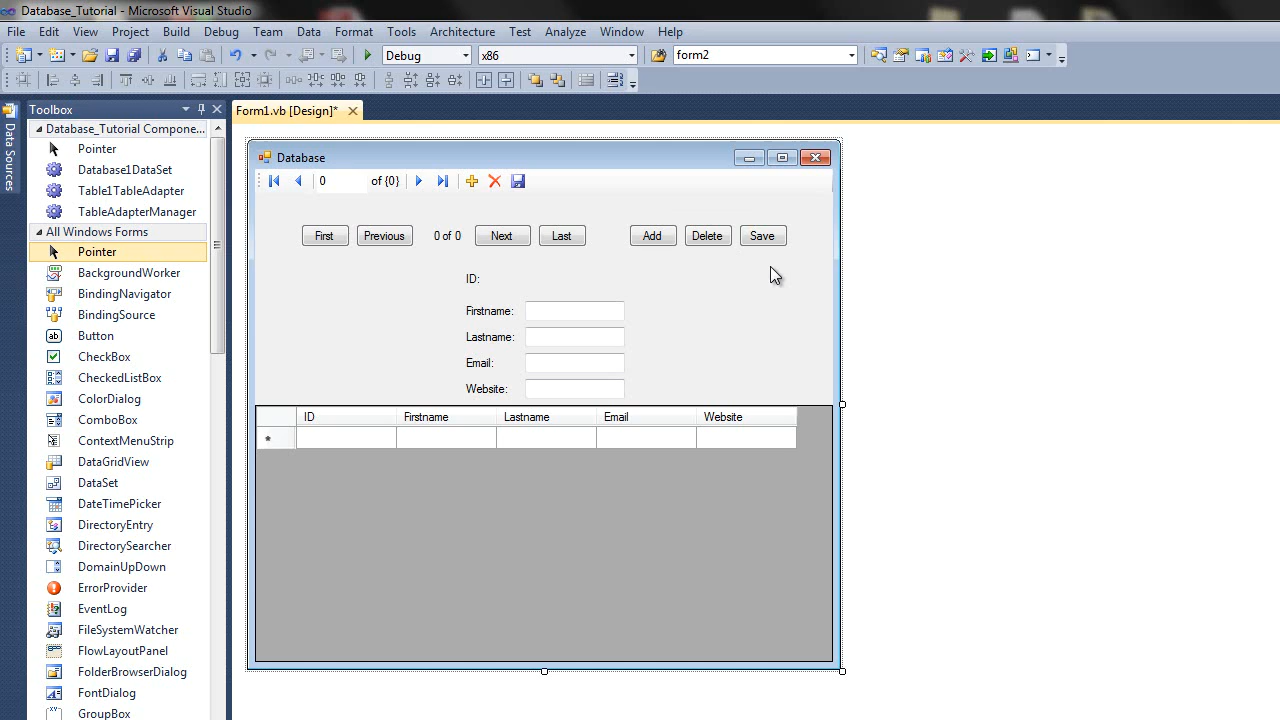 Database_Tutorial - Microsoft Visual Studio
File Edit View Project Build Debug Team Data Format Tools Architecture Test Analyze Window Help
Debug x86 form2
Data Sources
Toolbox
Form1.vb [Design]*
Database_Tutorial Compone...
Pointer
Database1DataSet
Table1TableAdapter
TableAdapterManager
All Windows Forms
Pointer
BackgroundWorker
BindingNavigator
BindingSource
Button
CheckBox
CheckedListBox
ColorDialog
ComboBox
ContextMenuStrip
DataGridView
DataSet
DateTimePicker
DirectoryEntry
DirectorySearcher
DomainUpDown
ErrorProvider
EventLog
FileSystemWatcher
FlowLayoutPanel
FolderBrowserDialog
FontDialog
GroupBox
Database
0 of {0}
First Previous 0 of 0 Next Last Add Delete Save
ID:
Firstname:
Lastname:
Email:
Website:
ID Firstname Lastname Email Website
*